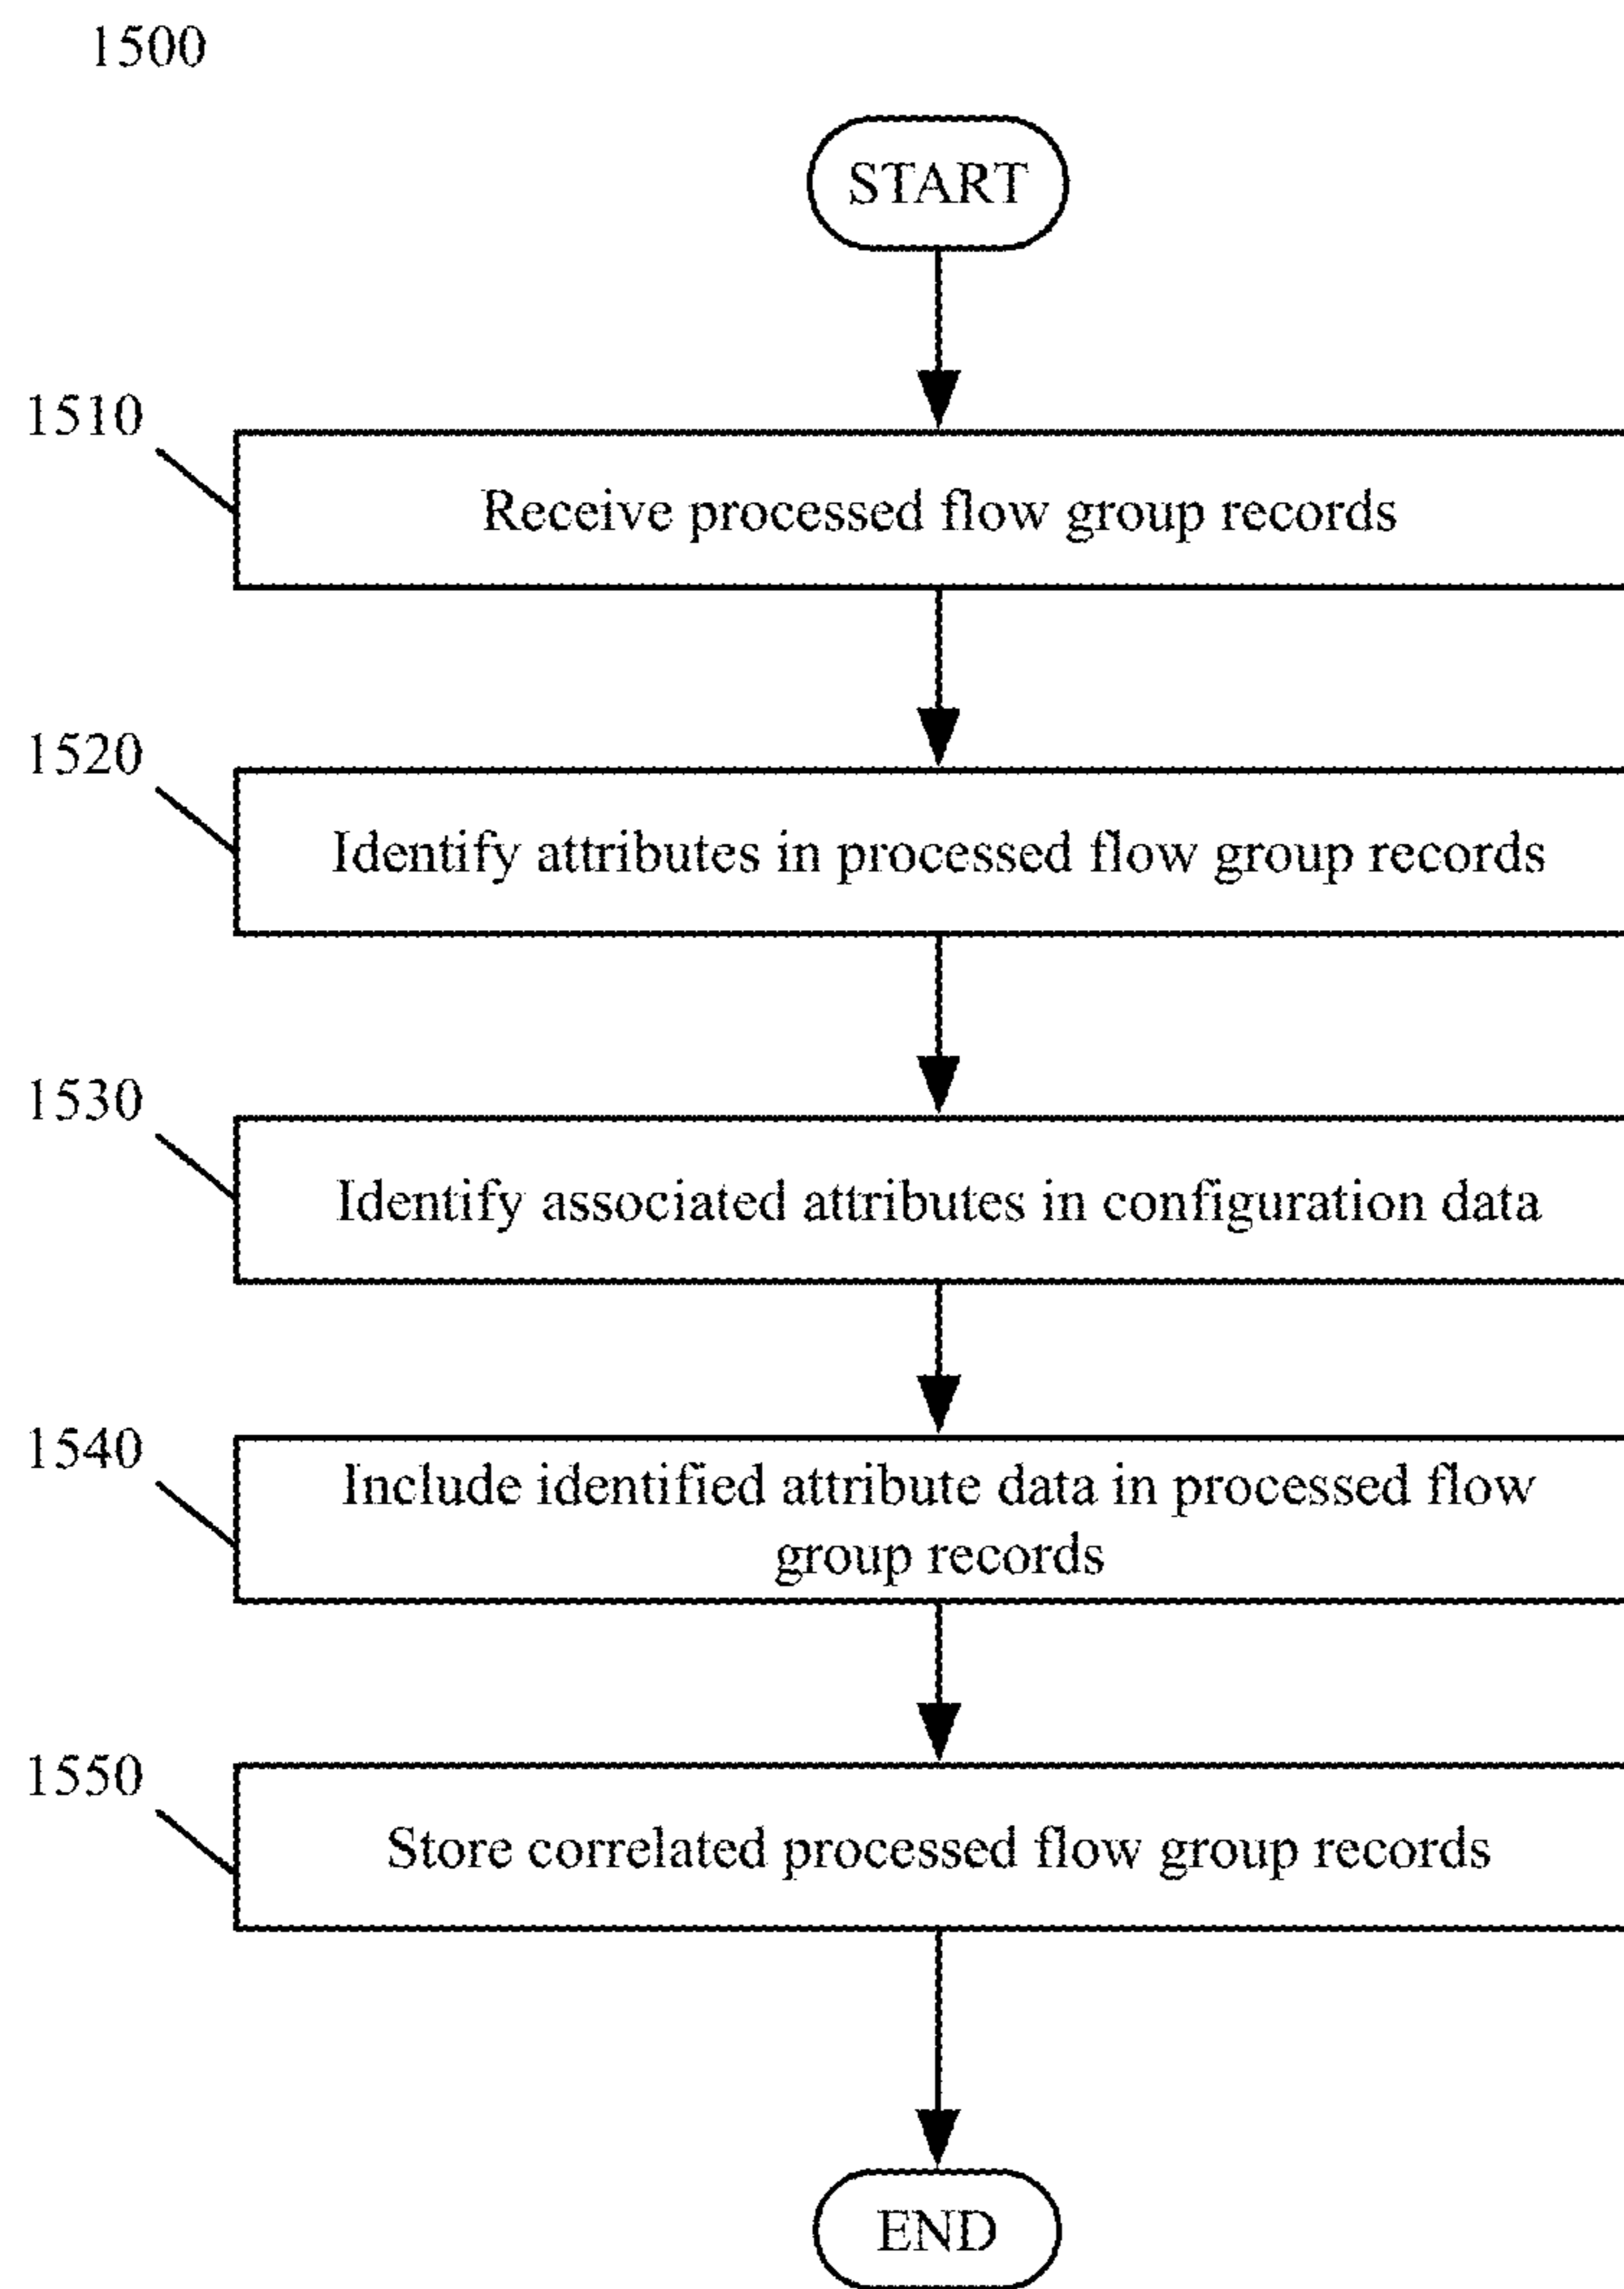 1500
START
1510
Receive processed flow group records
1520
Identify attributes in processed flow group records
1530
Identify associated attributes in configuration data
1540
Include identified attribute data in processed flow
group records
1550
Store correlated processed flow group records
END